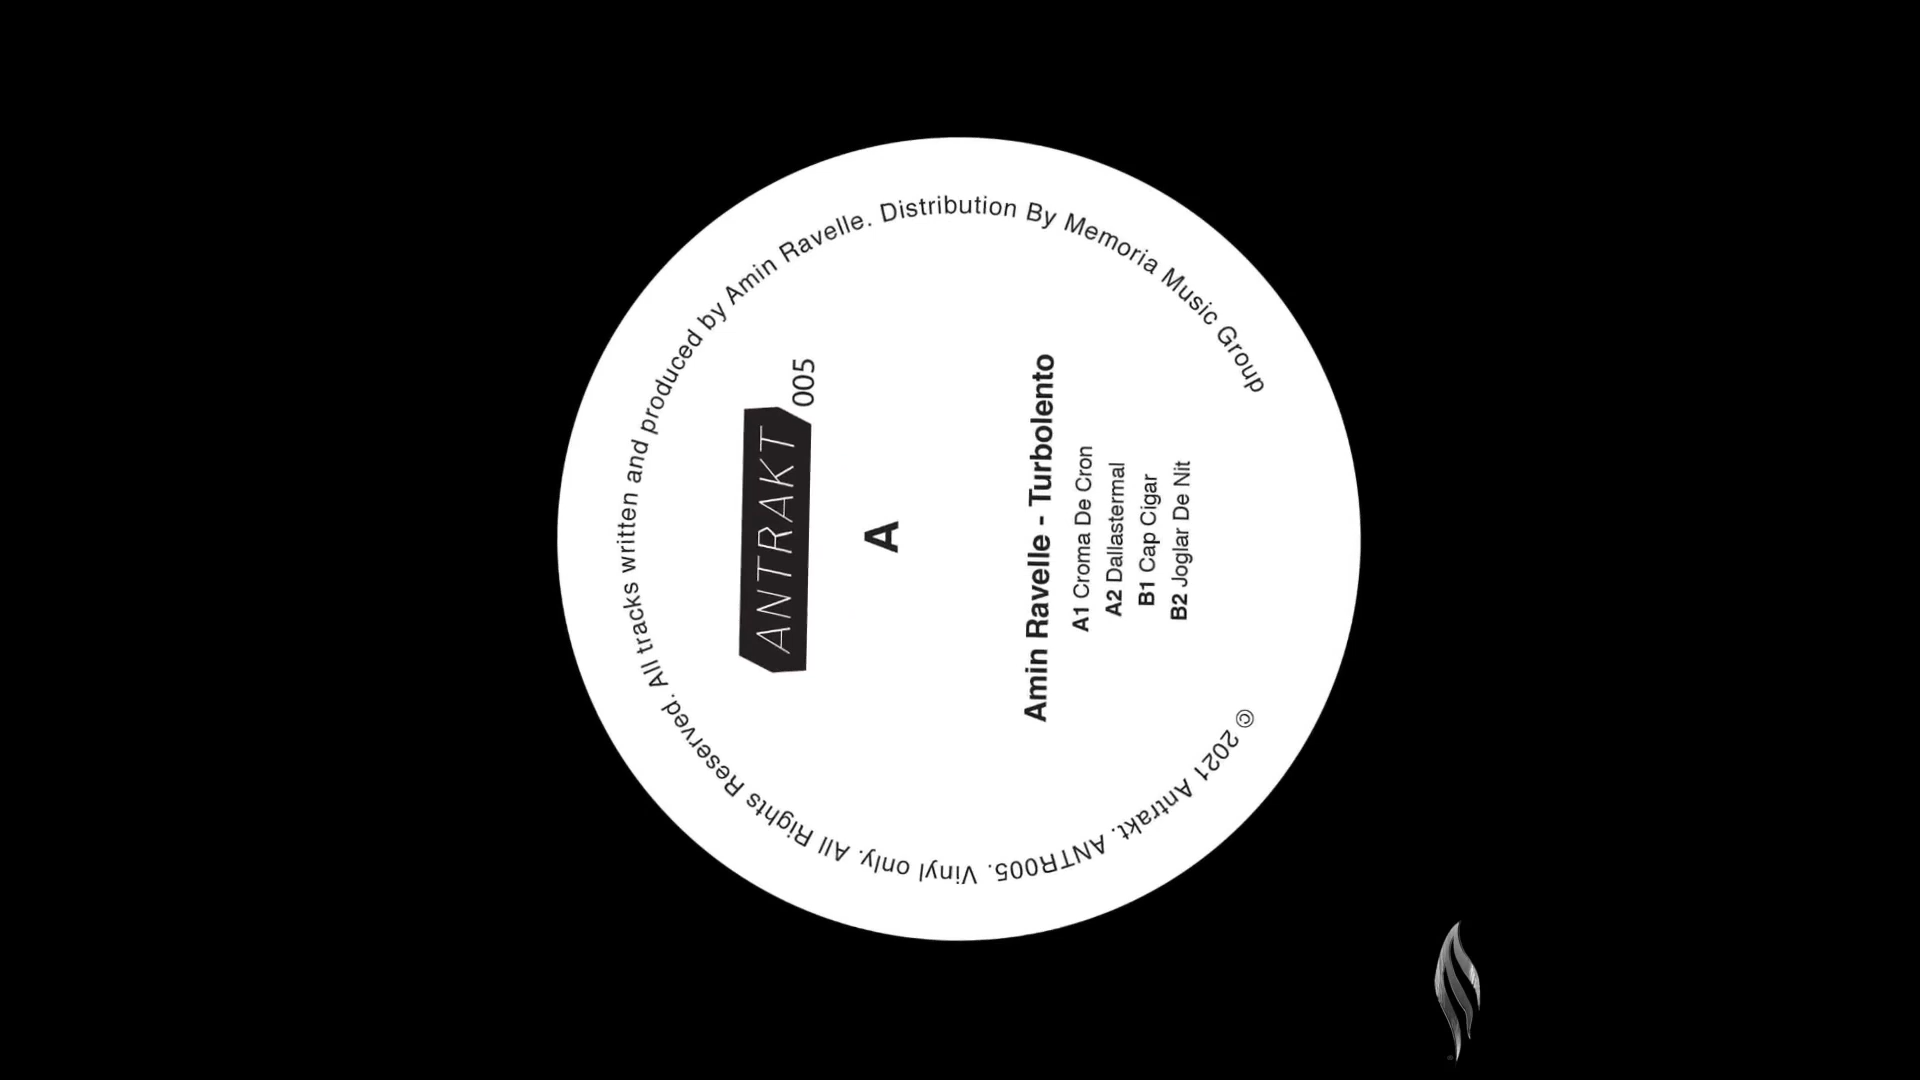 ANTRAKT 005
A
Amin Ravelle - Turbolento
A1 Croma De Cron
A2 Dallastermal
B1 Cap Cigar
B2 Joglar De Nit
© 2021 Antrakt. ANTR005. Vinyl only. All Rights Reserved. All tracks written and produced by Amin Ravelle. Distribution By Memoria Music Group